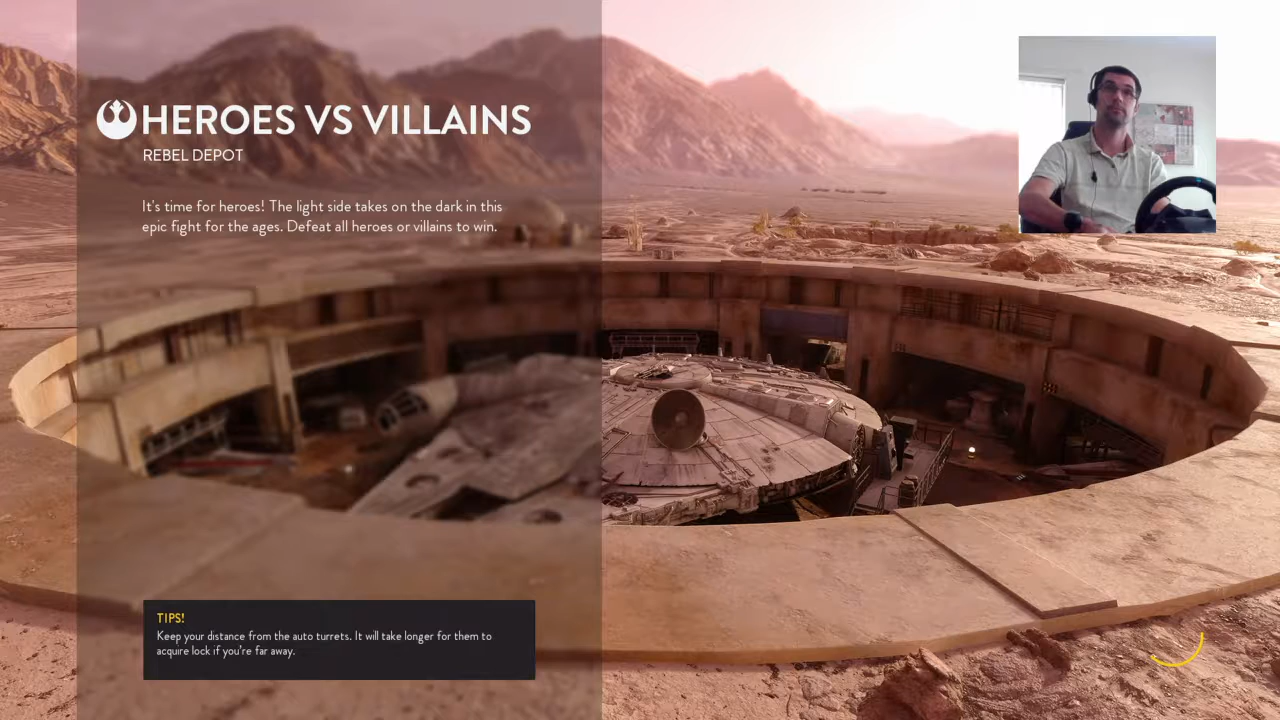 HEROES VS VILLAINS
REBEL DEPOT
It's time for heroes! The light side takes on the dark in this
epic fight for the ages. Defeat all heroes or villains to win.
TIPS!
Keep your distance from the auto turrets. It will take longer for them to
acquire lock if you're far away.